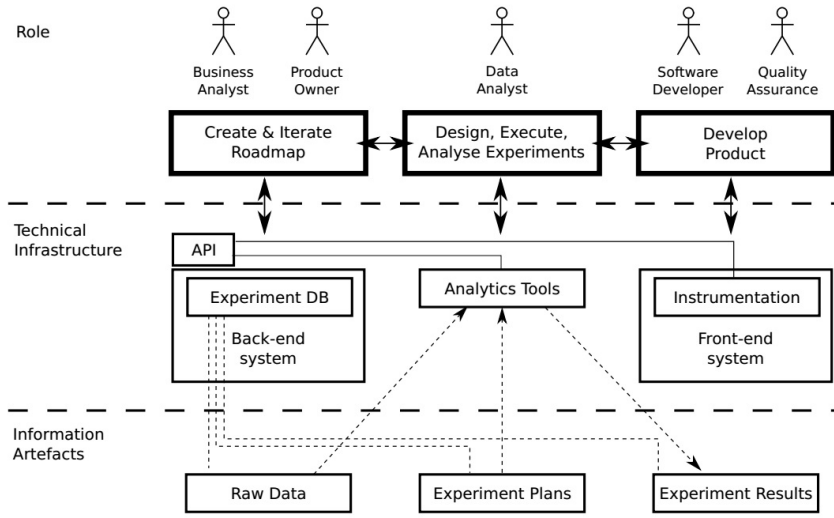 Role
Business
Analyst
Product
Owner
Data
Analyst
Software
Developer
Quality
Assurance
Create & Iterate
Roadmap
Design, Execute,
Analyse Experiments
Develop
Product
Technical
Infrastructure
API
Experiment DB
Back-end
system
Analytics Tools
Instrumentation
Front-end
system
Information
Artefacts
Raw Data
Experiment Plans
Experiment Results